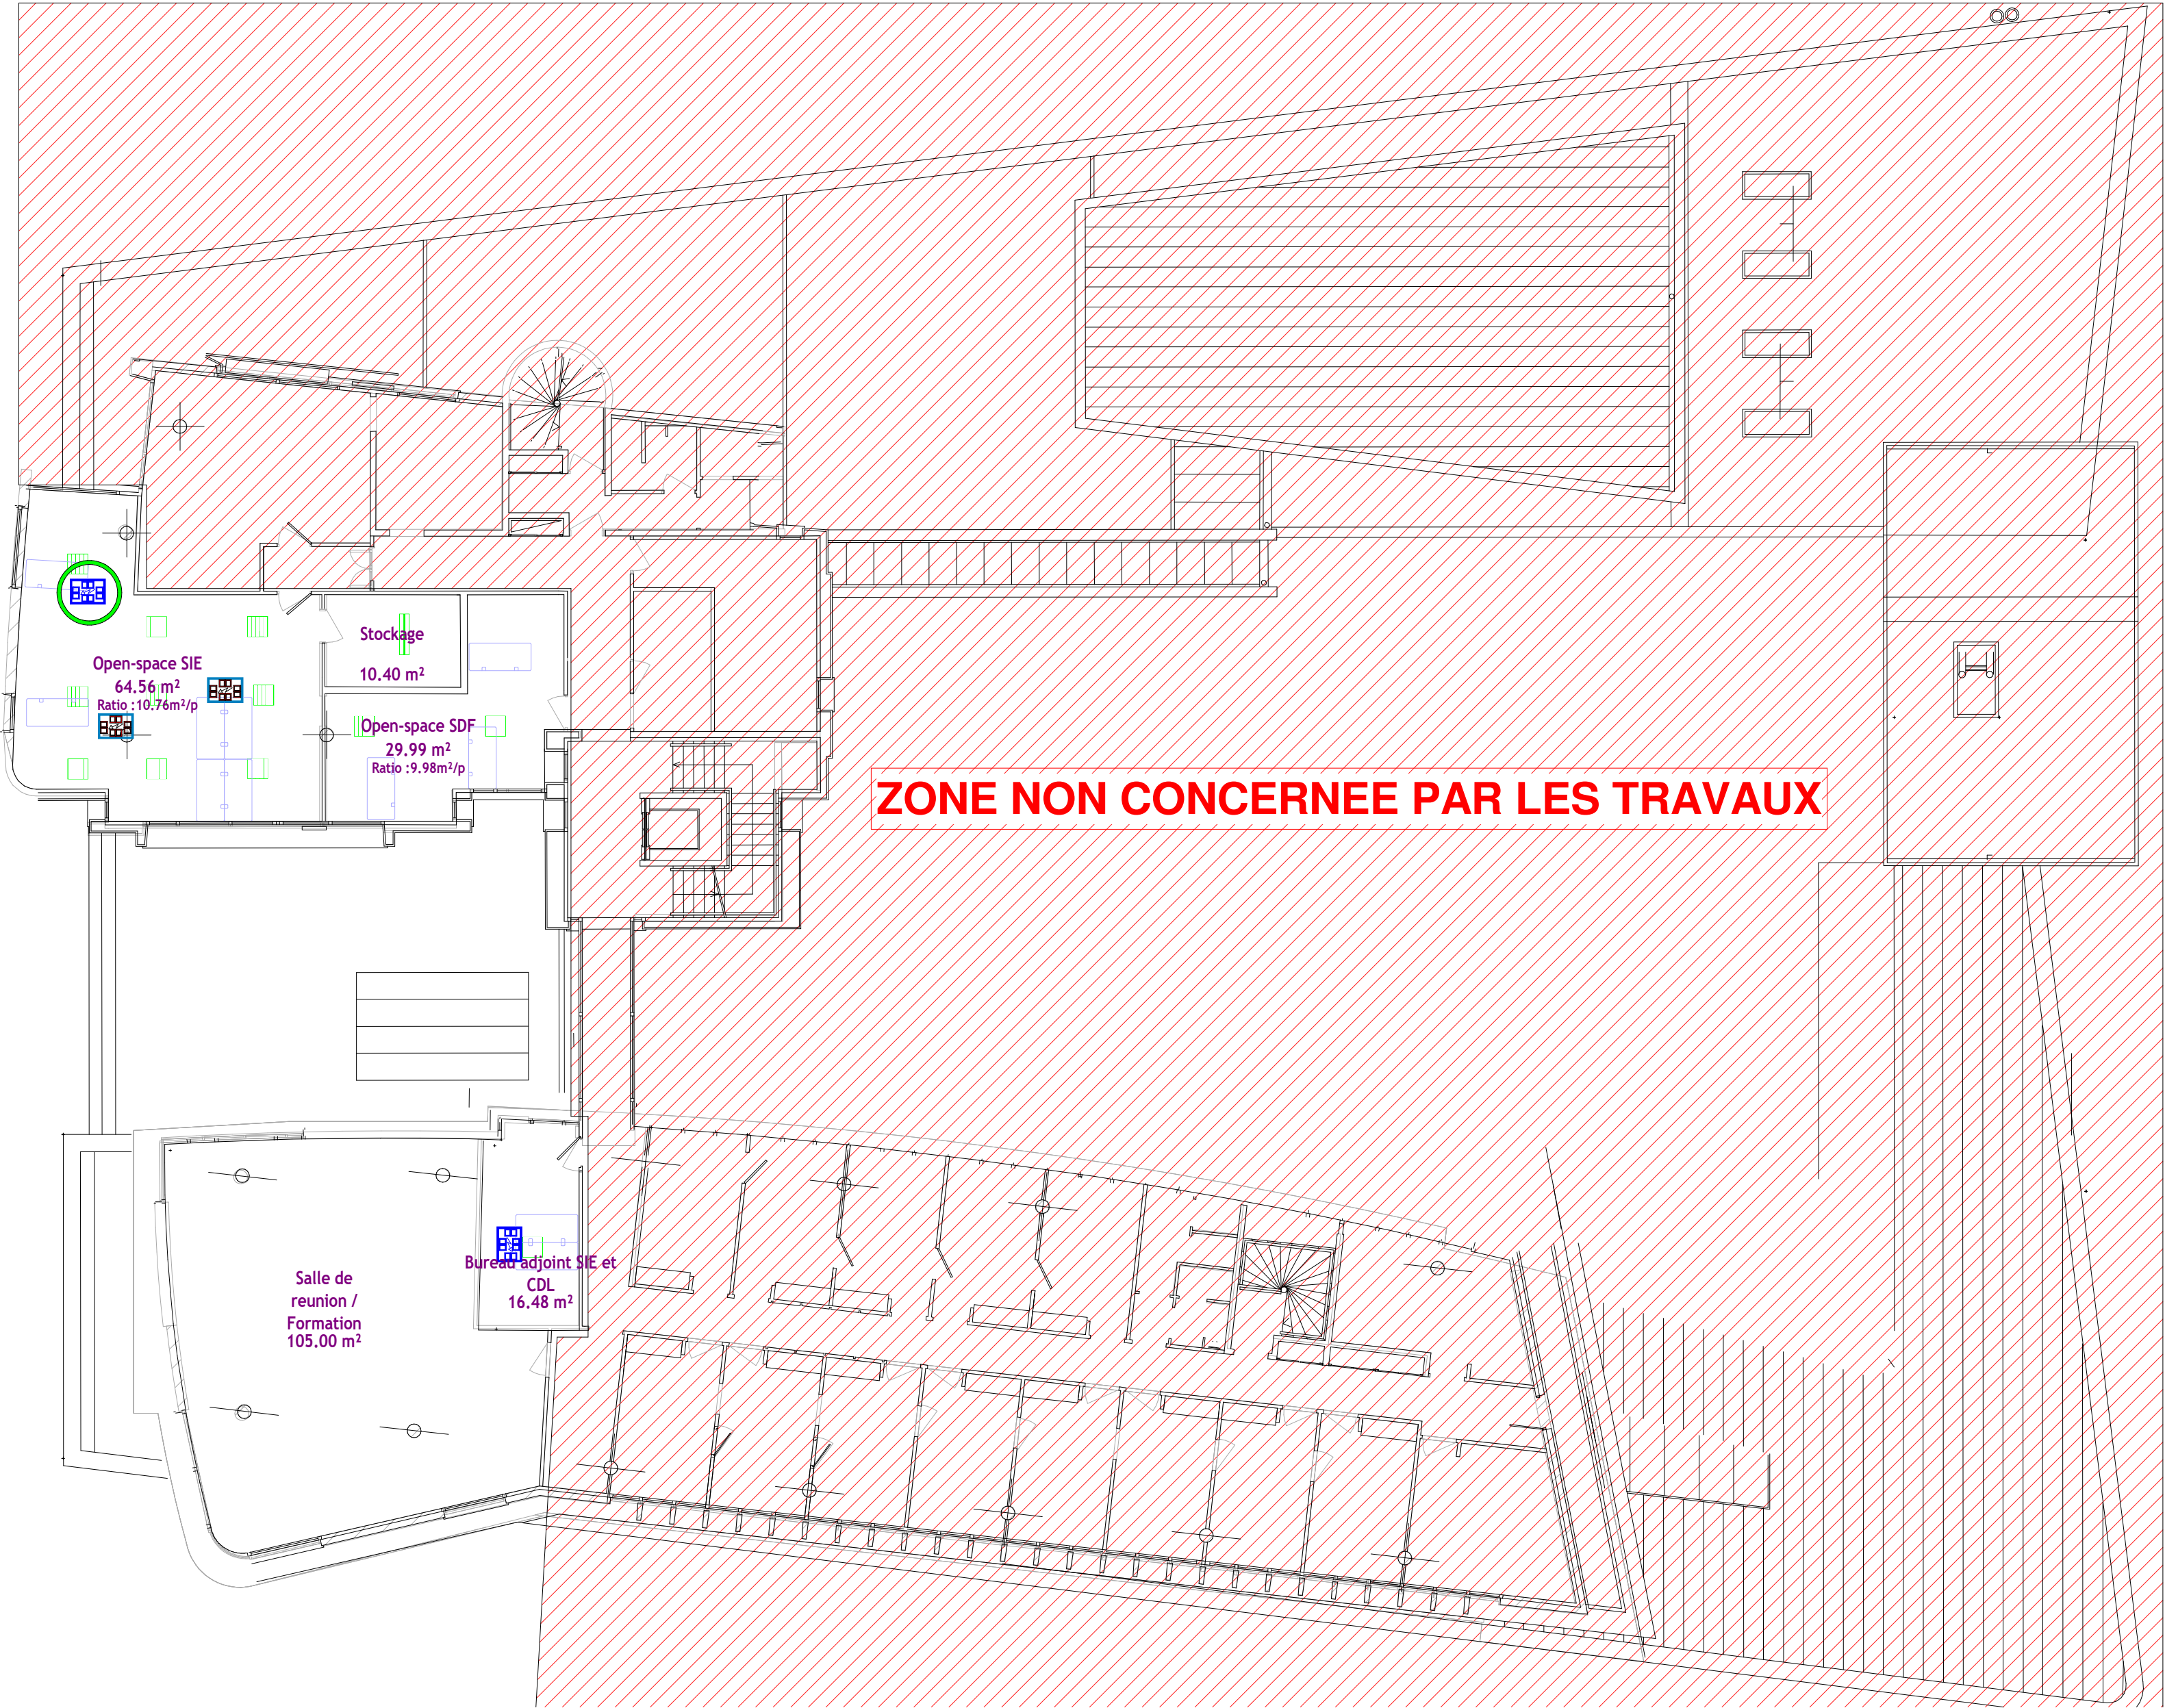 Stockage
10.40 m²
Open-space SIE
64.56 m²
Ratio :10.76m²/p
Open-space SDF
29.99 m²
Ratio :9.98m²/p
ZONE NON CONCERNEE PAR LES TRAVAUX
Bureau adjoint SIE et
CDL
16.48 m²
Salle de
reunion /
Formation
105.00 m²